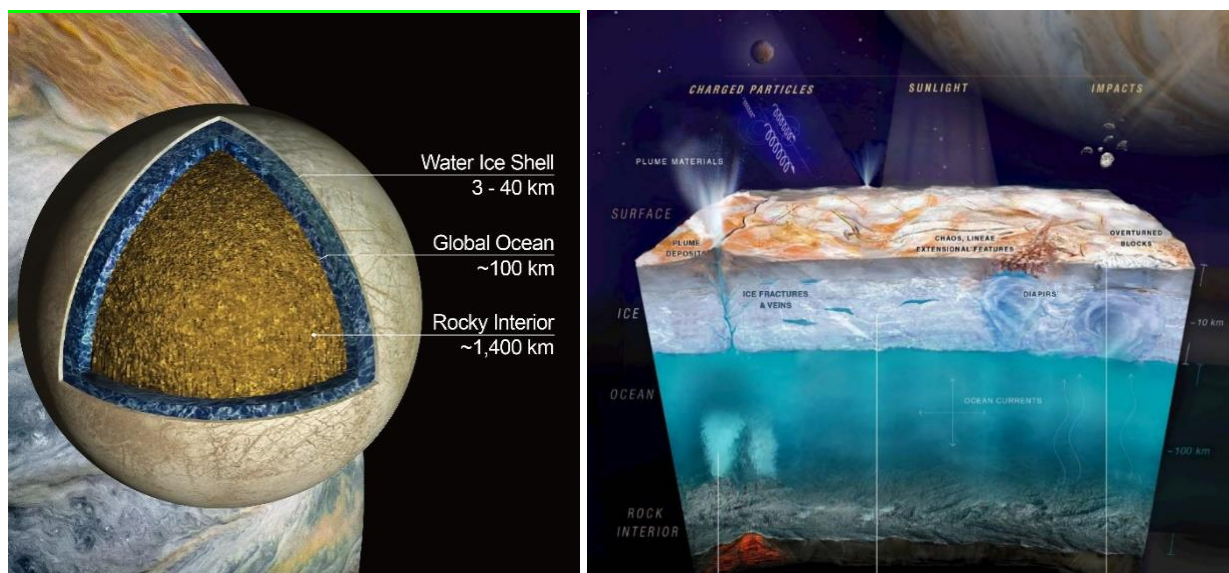 Water Ice Shell
3 - 40 km
Global Ocean
~100 km
Rocky Interior
~1,400 km
CHARGED PARTICLES
SUNLIGHT
IMPACTS
PLUME MATERIALS
SURFACE
PLUME
DEPOSITS
CHAOS, LINEAE
EXTENSIONAL FEATURES
OVERTURNED
BLOCKS
ICE
ICE FRACTURES
& VEINS
DIAPIRS
~10 km
OCEAN
OCEAN CURRENTS
~100 km
ROCK
INTERIOR